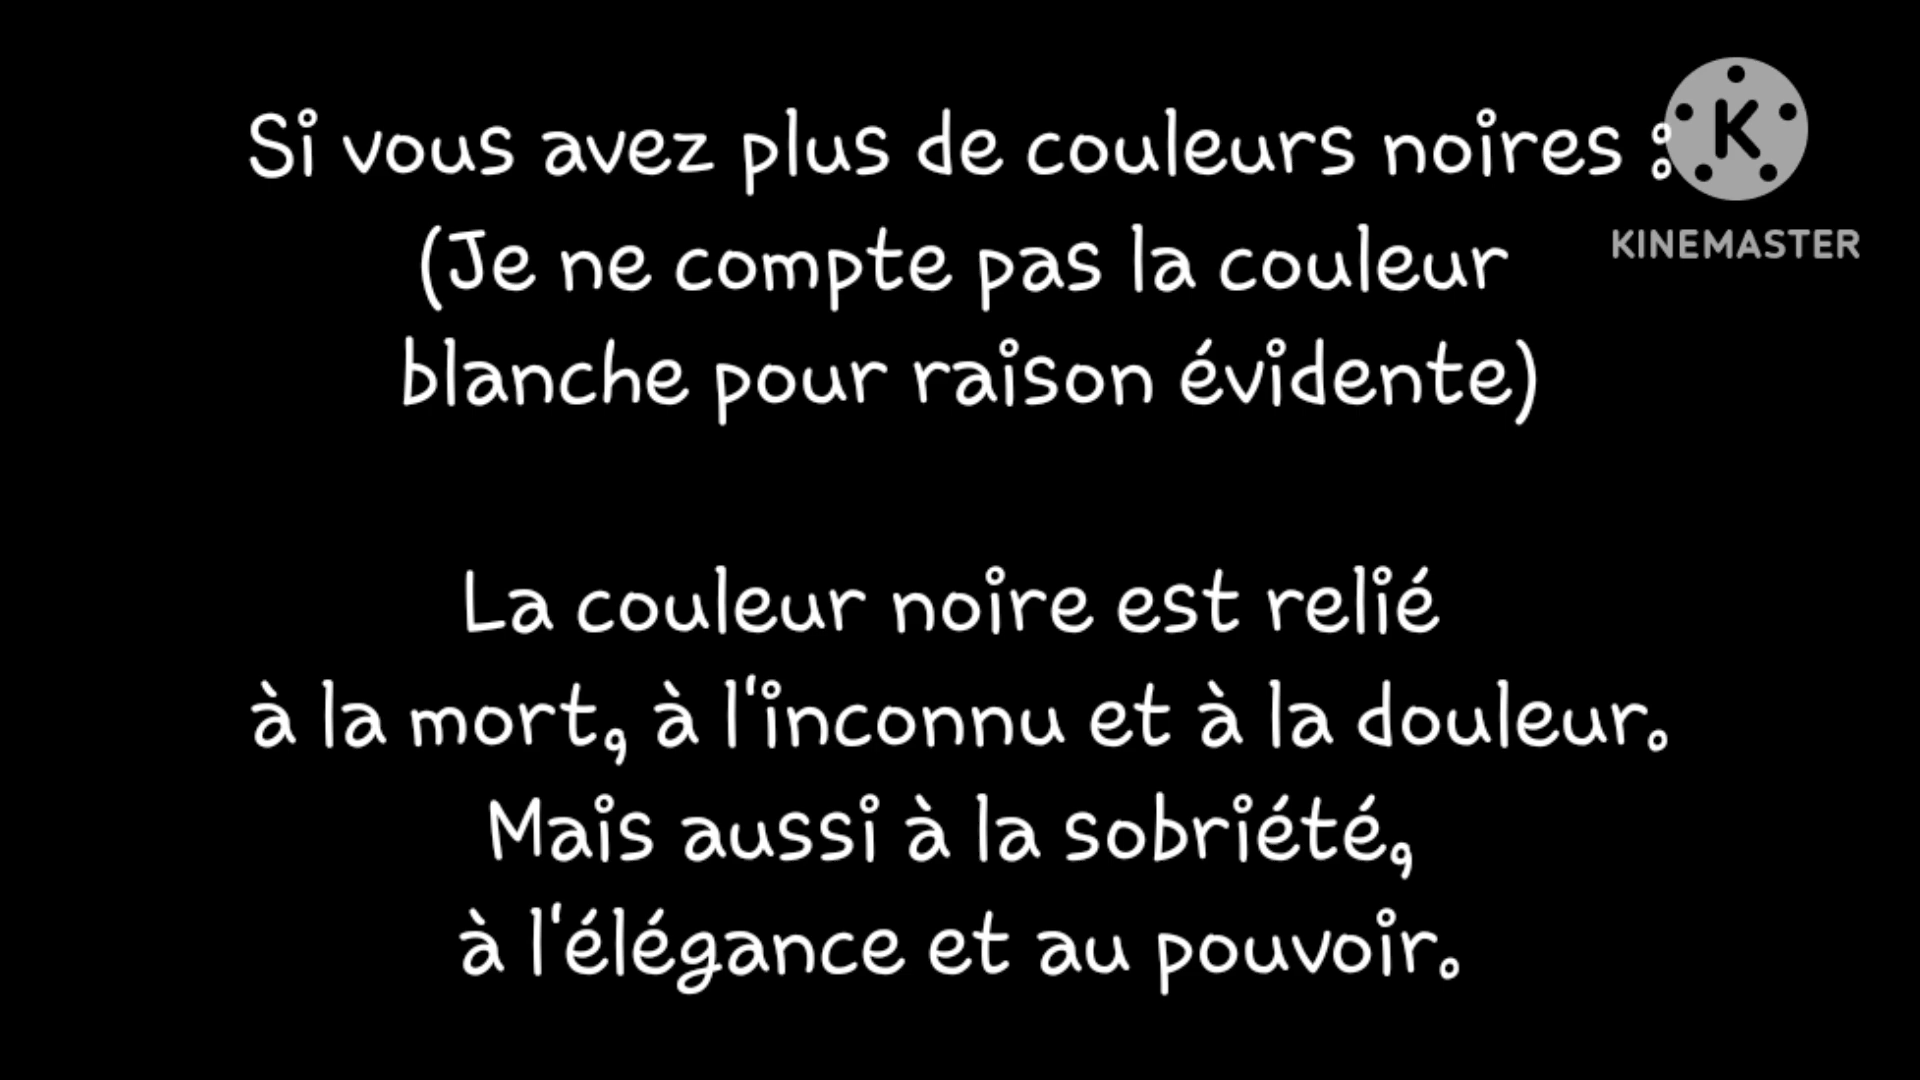 Si vous avez plus de couleurs noires :
(Je ne compte pas la couleur
blanche pour raison évidente)
La couleur noire est relié
à la mort, à l'inconnu et à la douleur.
Mais aussi à la sobriété,
à l'élégance et au pouvoir.
K
KINEMASTER